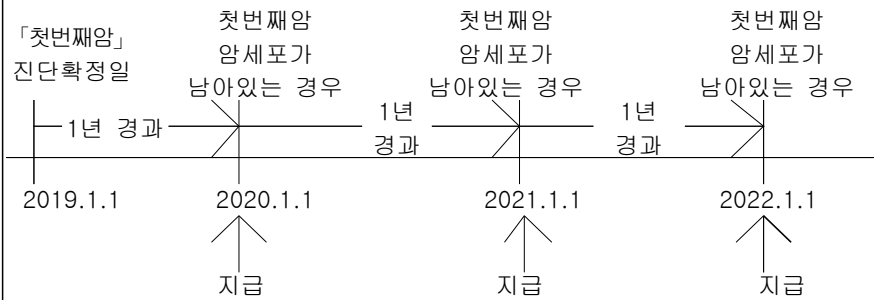 「첫번째암」
진단확정일
첫번째암
암세포가
남아있는 경우
첫번째암
암세포가
남아있는 경우
첫번째암
암세포가
남아있는 경우
1년 경과
1년
경과
1년
경과
2019.1.1
2020.1.1
2021.1.1
2022.1.1
지급
지급
지급